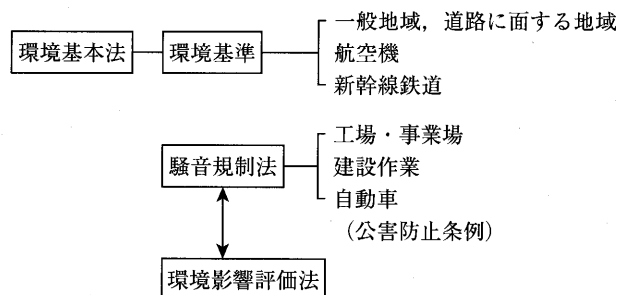 一般地域，道路に面する地域
環境基本法
環境基準
航空機
新幹線鉄道
工場・事業場
騒音規制法
建設作業
自動車
（公害防止条例）
環境影響評価法